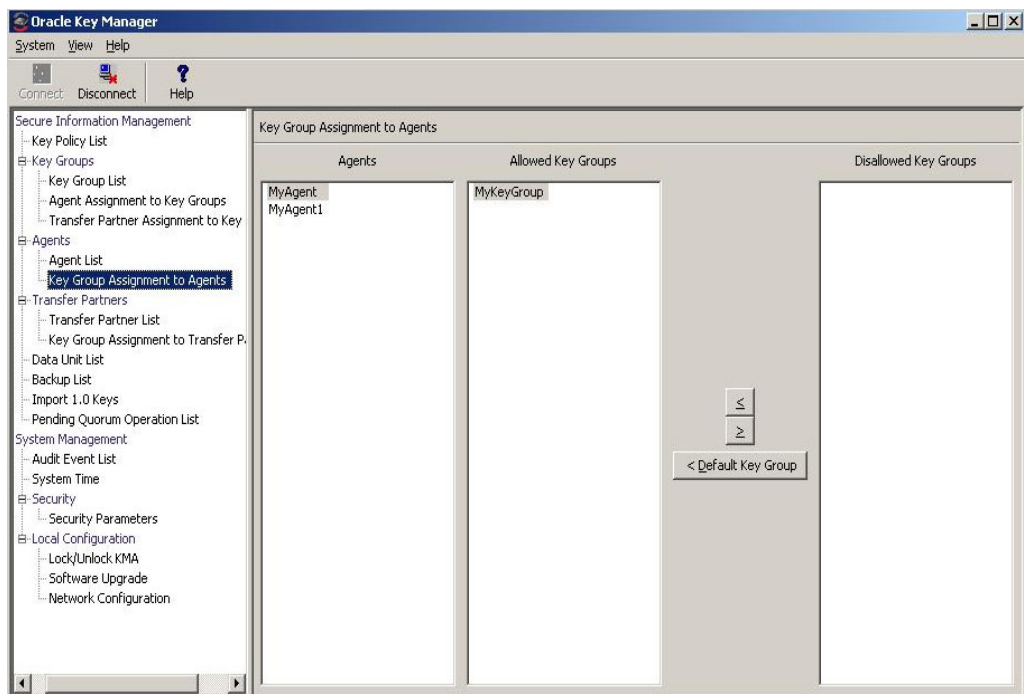 Oracle Key Manager
System View Help
Connect Disconnect Help
Secure Information Management
Key Policy List
Key Groups
Key Group List
Agent Assignment to Key Groups
Transfer Partner Assignment to Key
Agents
Agent List
Key Group Assignment to Agents
Transfer Partners
Transfer Partner List
Key Group Assignment to Transfer P
Data Unit List
Backup List
Import 1.0 Keys
Pending Quorum Operation List
System Management
Audit Event List
System Time
Security
Security Parameters
Local Configuration
Lock/Unlock KMA
Software Upgrade
Network Configuration
Key Group Assignment to Agents
Agents
MyAgent
MyAgent1
Allowed Key Groups
MyKeyGroup
<
>
< Default Key Group
Disallowed Key Groups